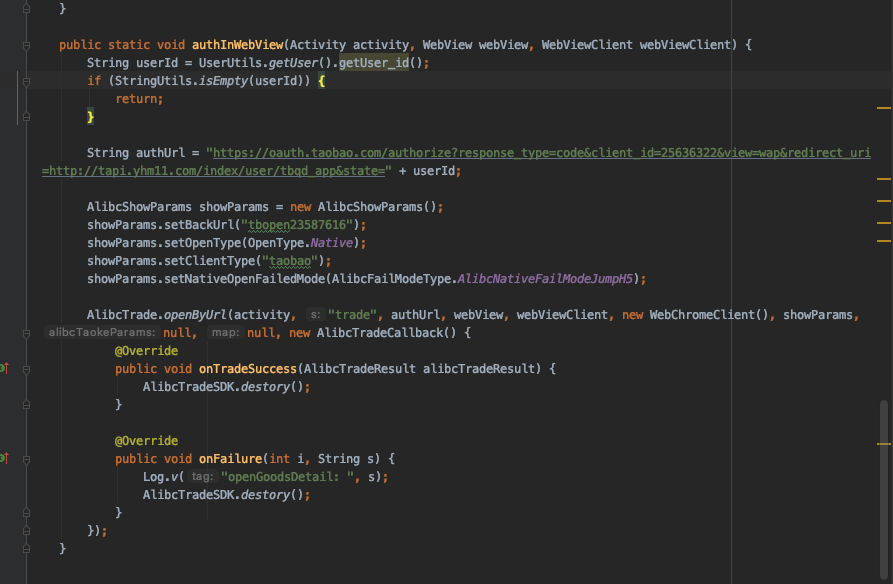 }
public static void authInWebView(Activity activity, WebView webView, WebViewClient webViewClient) {
String userId = UserUtils.getUser().getUser_id();
if (StringUtils.isEmpty(userId)) {
return;
}
String authUrl = "https://oauth.taobao.com/authorize?response_type=code&client_id=25636322&view=wap&redirect_uri
=http://tapi.yhm11.com/index/user/tbqd_app&state=" + userId;
AlibcShowParams showParams = new AlibcShowParams();
showParams.setBackUrl("tbopen23587616");
showParams.setOpenType(OpenType.Native);
showParams.setClientType("taobao");
showParams.setNativeOpenFailedMode(AlibcFailModeType.AlibcNativeFailModeJumpH5);
AlibcTrade.openByUrl(activity, s: "trade", authUrl, webView, webViewClient, new WebChromeClient(), showParams,
alibcTaokeParams: null, map: null, new AlibcTradeCallback() {
@Override
public void onTradeSuccess(AlibcTradeResult alibcTradeResult) {
AlibcTradeSDK.destory();
}
@Override
public void onFailure(int i, String s) {
Log.v( tag: "openGoodsDetail: ", s);
AlibcTradeSDK.destory();
}
});
}